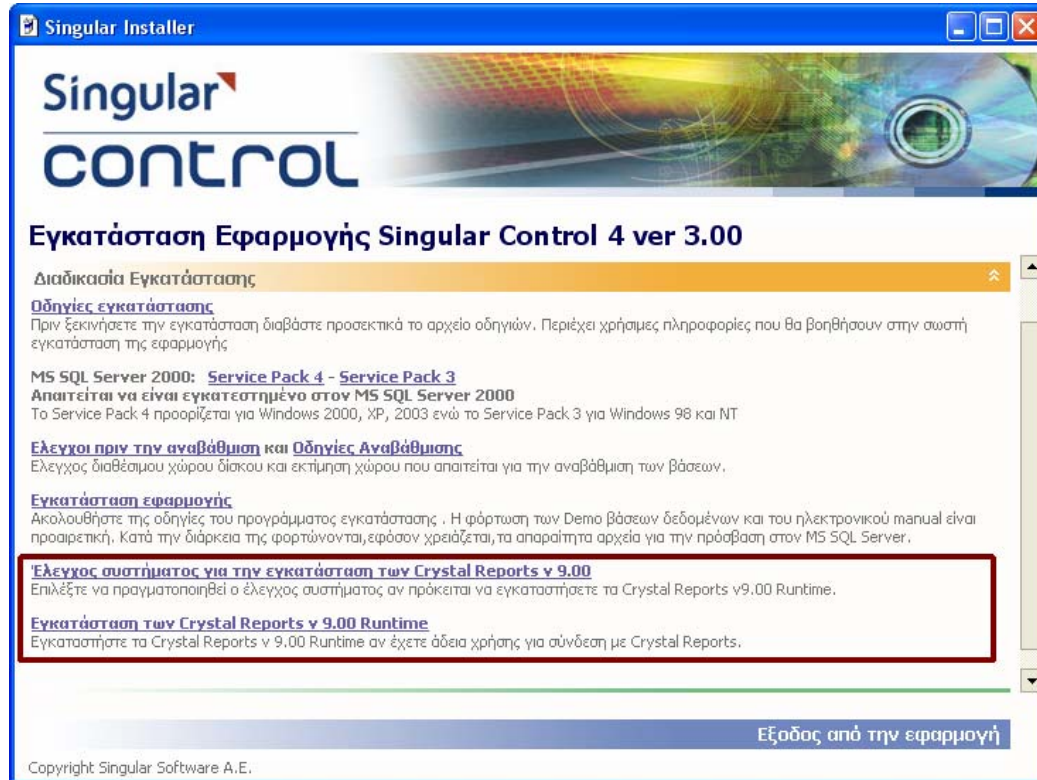 Singular Installer
Singular
control
Εγκατάσταση Εφαρμογής Singular Control 4 ver 3.00
Διαδικασία Εγκατάστασης
Οδηγίες εγκατάστασης
Πριν ξεκινήσετε την εγκατάσταση διαβάστε προσεκτικά το αρχείο οδηγιών. Περιέχει χρήσιμες πληροφορίες που θα βοηθήσουν στην σωστή
εγκατάσταση της εφαρμογής
MS SQL Server 2000: Service Pack 4 - Service Pack 3
Απαιτείται να είναι εγκατεστημένο στον MS SQL Server 2000
Το Service Pack 4 προορίζεται για Windows 2000, XP, 2003 ενώ το Service Pack 3 για Windows 98 και NT
Ελεγχοι πριν την αναβάθμιση και Οδηγίες Αναβάθμισης
Ελεγχος διαθέσιμου χώρου δίσκου και εκτίμηση χώρου που απαιτείται για την αναβάθμιση των βάσεων.
Εγκατάσταση εφαρμογής
Ακολουθήστε της οδηγίες του προγράμματος εγκατάστασης . Η φόρτωση των Demo βάσεων δεδομένων και του ηλεκτρονικού manual είναι
προαιρετική. Κατά την διάρκεια της φορτώνονται,εφόσον χρειάζεται,τα απαραίτητα αρχεία για την πρόσβαση στον MS SQL Server.
Έλεγχος συστήματος για την εγκατάσταση των Crystal Reports v 9.00
Επιλέξτε να πραγματοποιηθεί ο έλεγχος συστήματος αν πρόκειται να εγκαταστήσετε τα Crystal Reports v9.00 Runtime.
Εγκατάσταση των Crystal Reports v 9.00 Runtime
Εγκαταστήστε τα Crystal Reports v 9.00 Runtime αν έχετε άδεια χρήσης για σύνδεση με Crystal Reports.
Εξοδος από την εφαρμογή
Copyright Singular Software A.E.